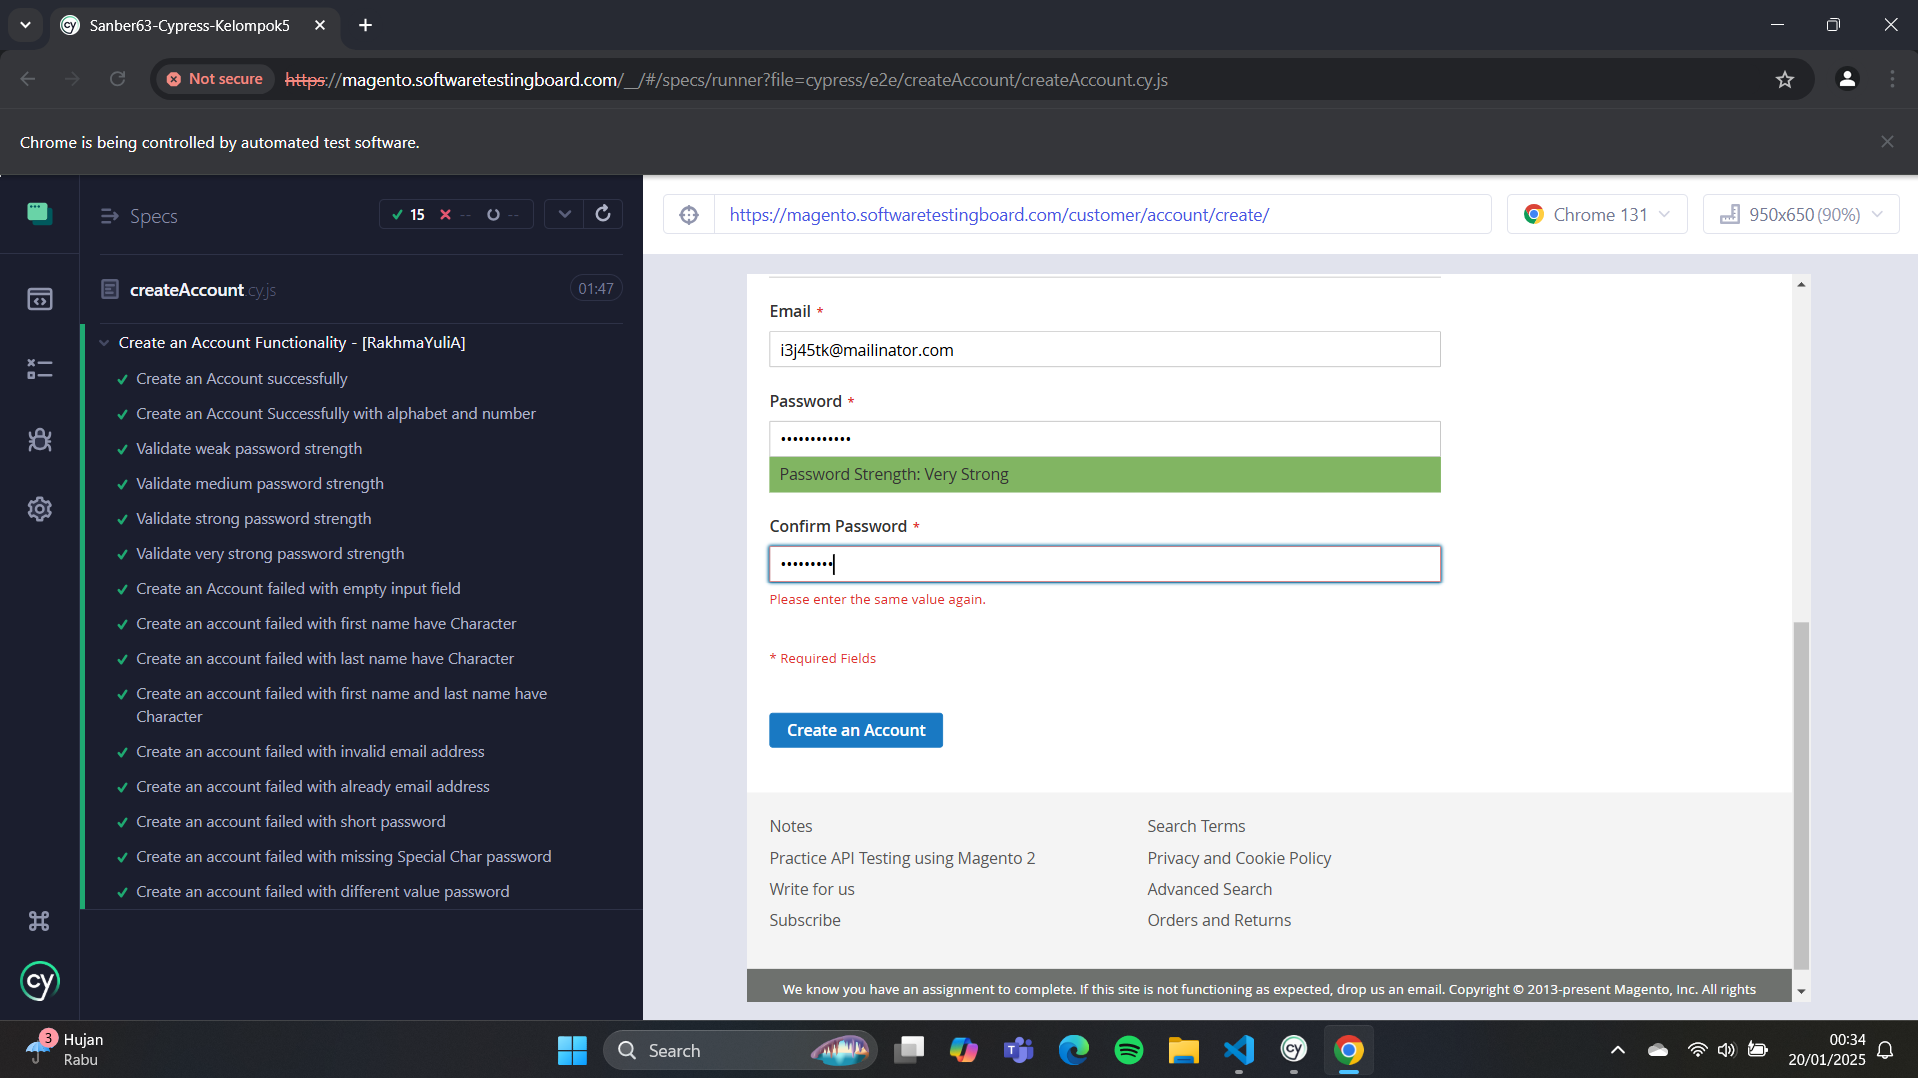 Sanber63-Cypress-Kelompok5
Not secure
https://magento.softwaretestingboard.com/__/#/specs/runner?file=cypress/e2e/createAccount/createAccount.cy.js
Chrome is being controlled by automated test software.
Specs
15 -- --
https://magento.softwaretestingboard.com/customer/account/create/
Chrome 131
950x650 (90%)
createAccount.cy.js
01:47
Create an Account Functionality - [RakhmaYuliA]
Create an Account successfully
Create an Account Successfully with alphabet and number
Validate weak password strength
Validate medium password strength
Validate strong password strength
Validate very strong password strength
Create an Account failed with empty input field
Create an account failed with first name have Character
Create an account failed with last name have Character
Create an account failed with first name and last name have
Character
Create an account failed with invalid email address
Create an account failed with already email address
Create an account failed with short password
Create an account failed with missing Special Char password
Create an account failed with different value password
Email *
i3j45tk@mailinator.com
Password *
••••••••••••
Password Strength: Very Strong
Confirm Password *
•••••••••
Please enter the same value again.
* Required Fields
Create an Account
Notes
Practice API Testing using Magento 2
Write for us
Subscribe
Search Terms
Privacy and Cookie Policy
Advanced Search
Orders and Returns
We know you have an assignment to complete. If this site is not functioning as expected, drop us an email. Copyright © 2013-present Magento, Inc. All rights
cy
3
Hujan
Rabu
Search
cy
00:34
20/01/2025